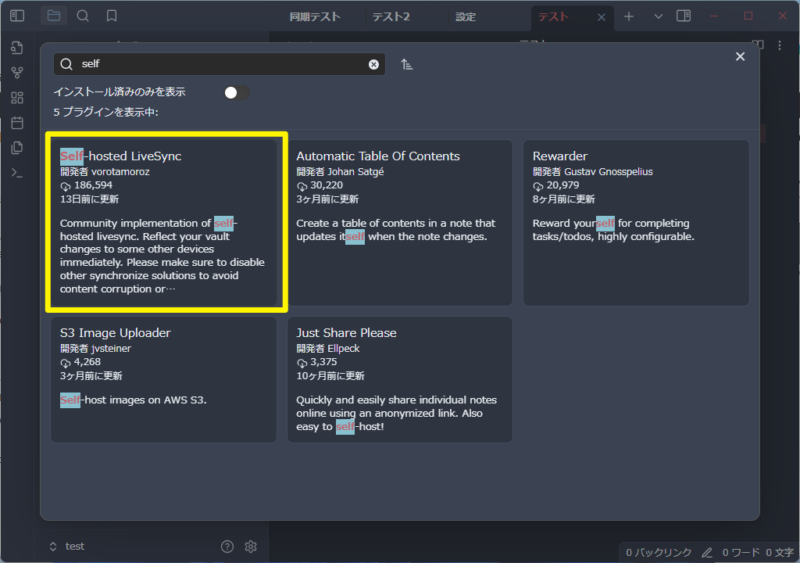 同期テスト テスト2 設定 テスト
self
インストール済みのみを表示
5 プラグインを表示中:
Self-hosted LiveSync
開発者 vorotamoroz
186,594
13日前に更新
Community implementation of self-
hosted livesync. Reflect your vault
changes to some other devices
immediately. Please make sure to disable
other synchronize solutions to avoid
content corruption or…
Automatic Table Of Contents
開発者 Johan Satgé
30,220
3ヶ月前に更新
Create a table of contents in a note that
updates itself when the note changes.
Rewarder
開発者 Gustav Gnosspelius
20,979
8ヶ月前に更新
Reward yourself for completing
tasks/todos, highly configurable.
S3 Image Uploader
開発者 jvsteiner
4,268
3ヶ月前に更新
Self-host images on AWS S3.
Just Share Please
開発者 Ellpeck
3,375
10ヶ月前に更新
Quickly and easily share individual notes
online using an anonymized link. Also
easy to self-host!
test
0 バックリンク 0 ワード 0 文字